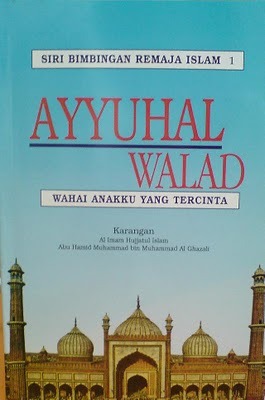 SIRI BIMBINGAN REMAJA ISLAM 1
AYYUHAL
WALAD
WAHAI ANAKKU YANG TERCINTA
Karangan
Al Imam Hujjatul Islam
Abu Hamid Muhammad bin Muhammad Al Ghazali